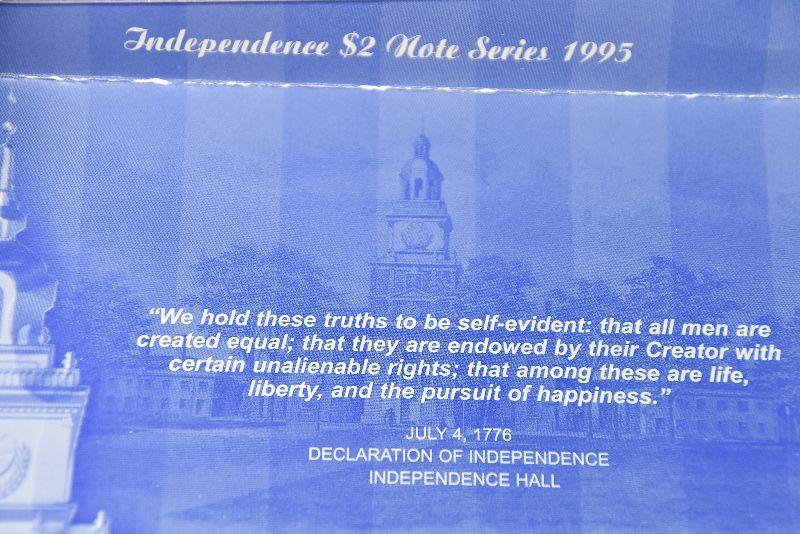 Independence $2 Note Series 1995
“We hold these truths to be self-evident: that all men are
created equal; that they are endowed by their Creator with
certain unalienable rights; that among these are life,
liberty, and the pursuit of happiness.”
JULY 4, 1776
DECLARATION OF INDEPENDENCE
INDEPENDENCE HALL